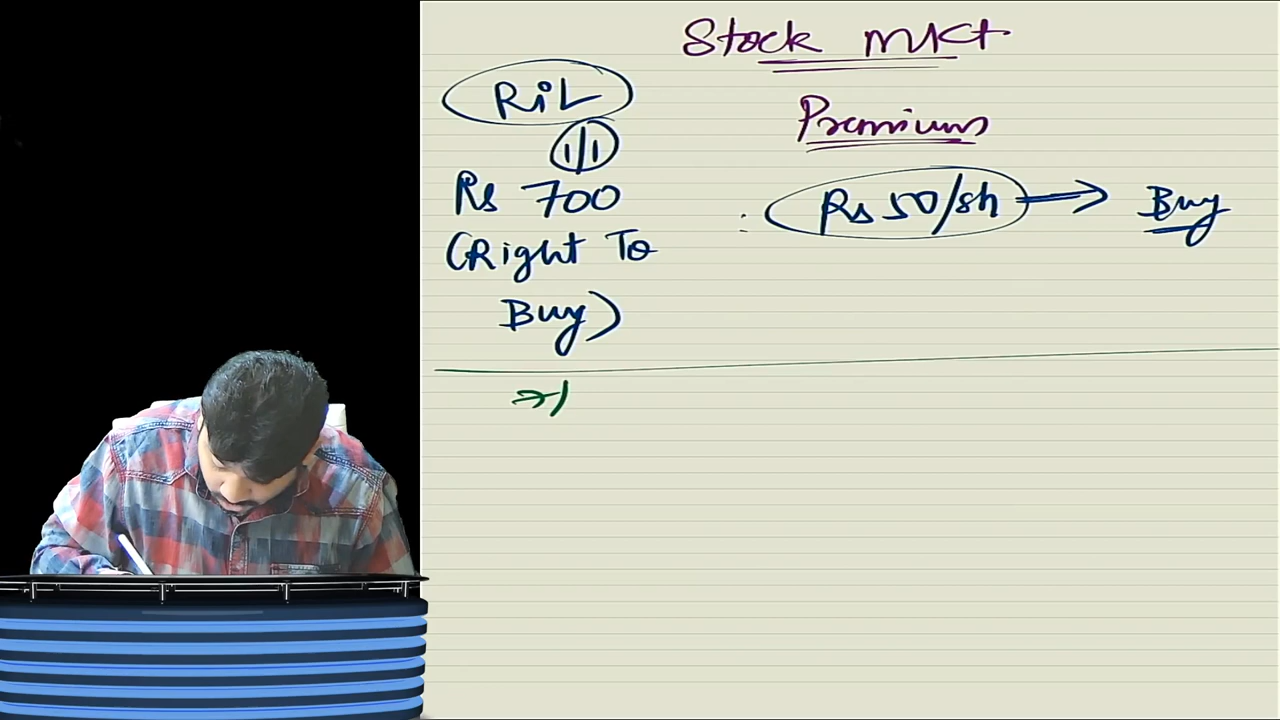 Stock MKt
RiL
Premium
1/1
Rs 700
: Rs 50/sh → Buy
(Right To
Buy)